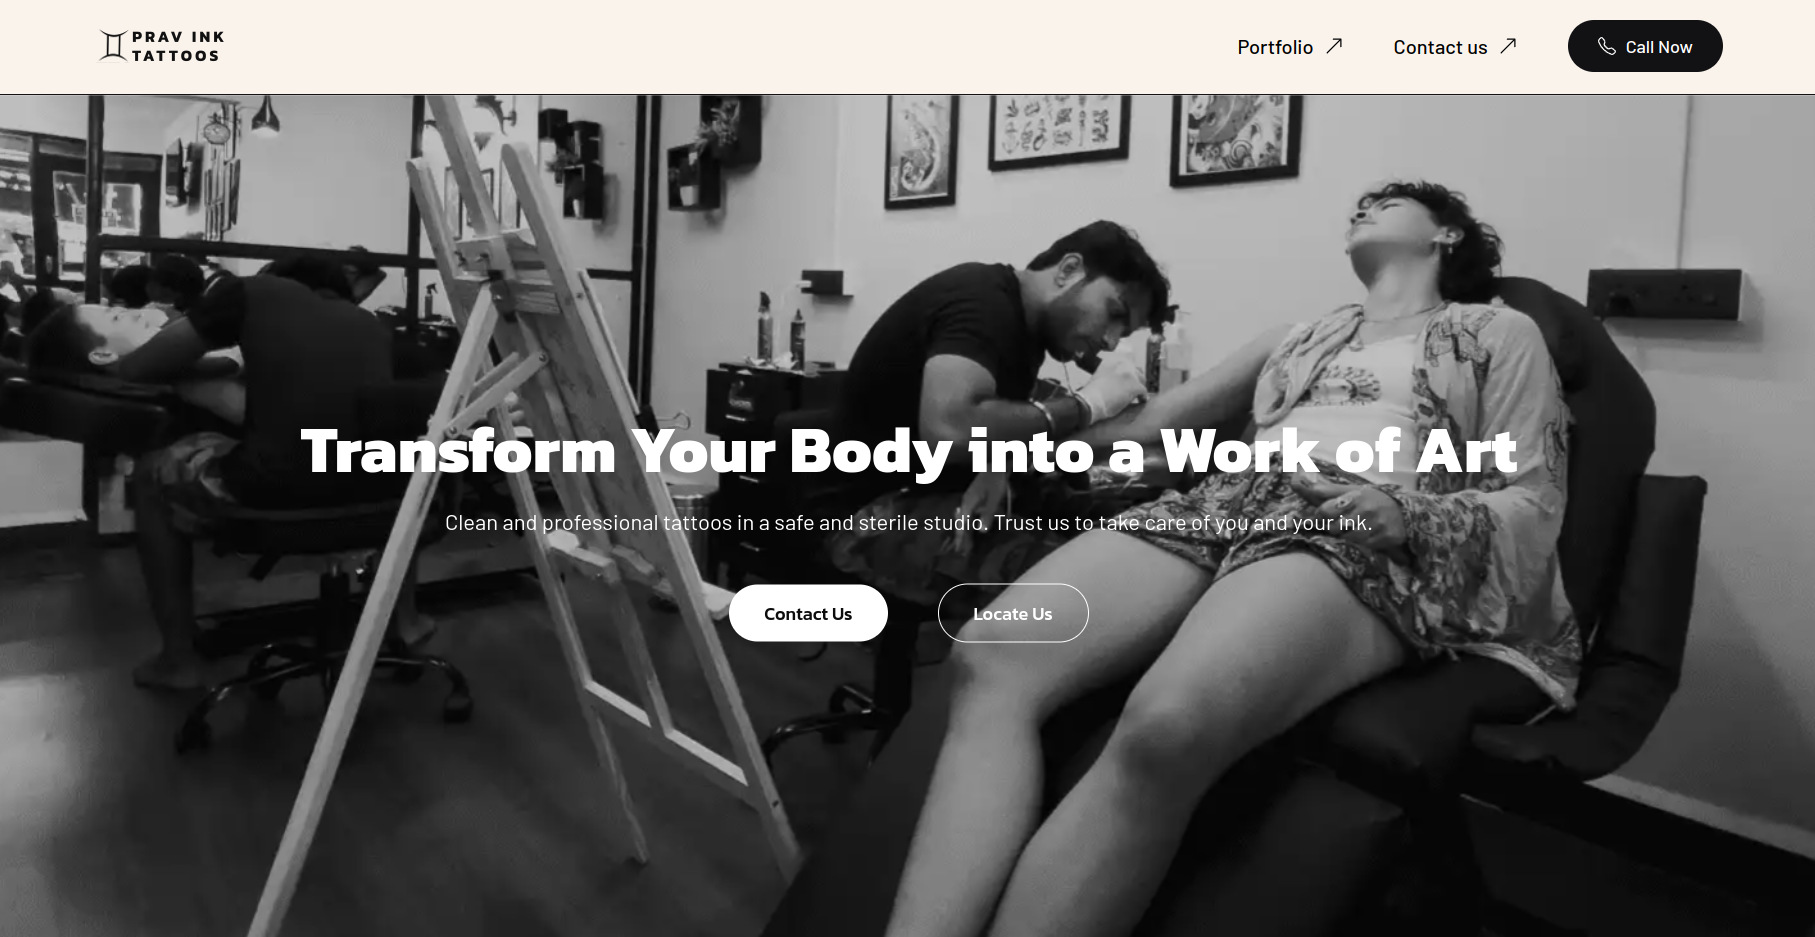 PRAV INK
TATTOOS
Portfolio
Contact us
Call Now
Transform Your Body into a Work of Art
Clean and professional tattoos in a safe and sterile studio. Trust us to take care of you and your ink.
Contact Us
Locate Us